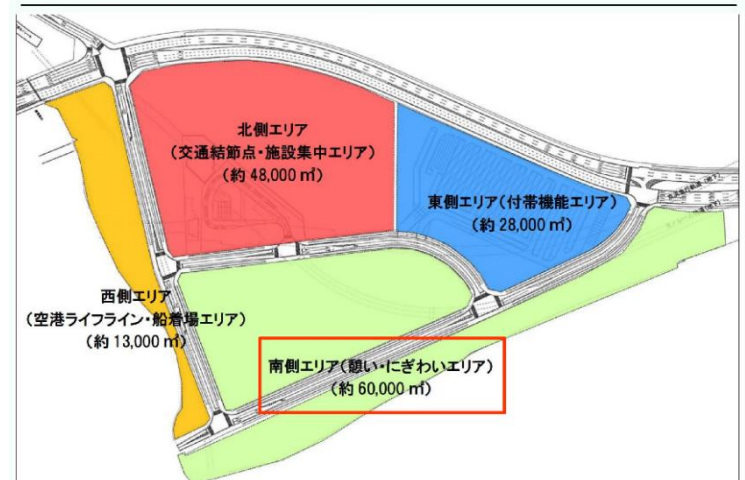 北側エリア
（交通結節点・施設集中エリア）
（約 48,000 ㎡）
東側エリア（付帯機能エリア）
（約 28,000 ㎡）
西側エリア
（空港ライフライン・船着場エリア）
（約 13,000 ㎡）
南側エリア（憩い・にぎわいエリア）
（約 60,000 ㎡）